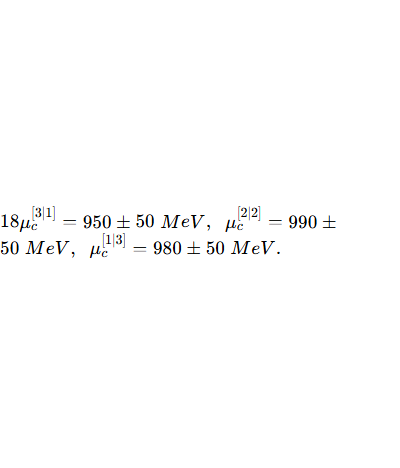 18μ_c^{[3|1]} = 950 ± 50 MeV, μ_c^{[2|2]} = 990 ±
50 MeV, μ_c^{[1|3]} = 980 ± 50 MeV.